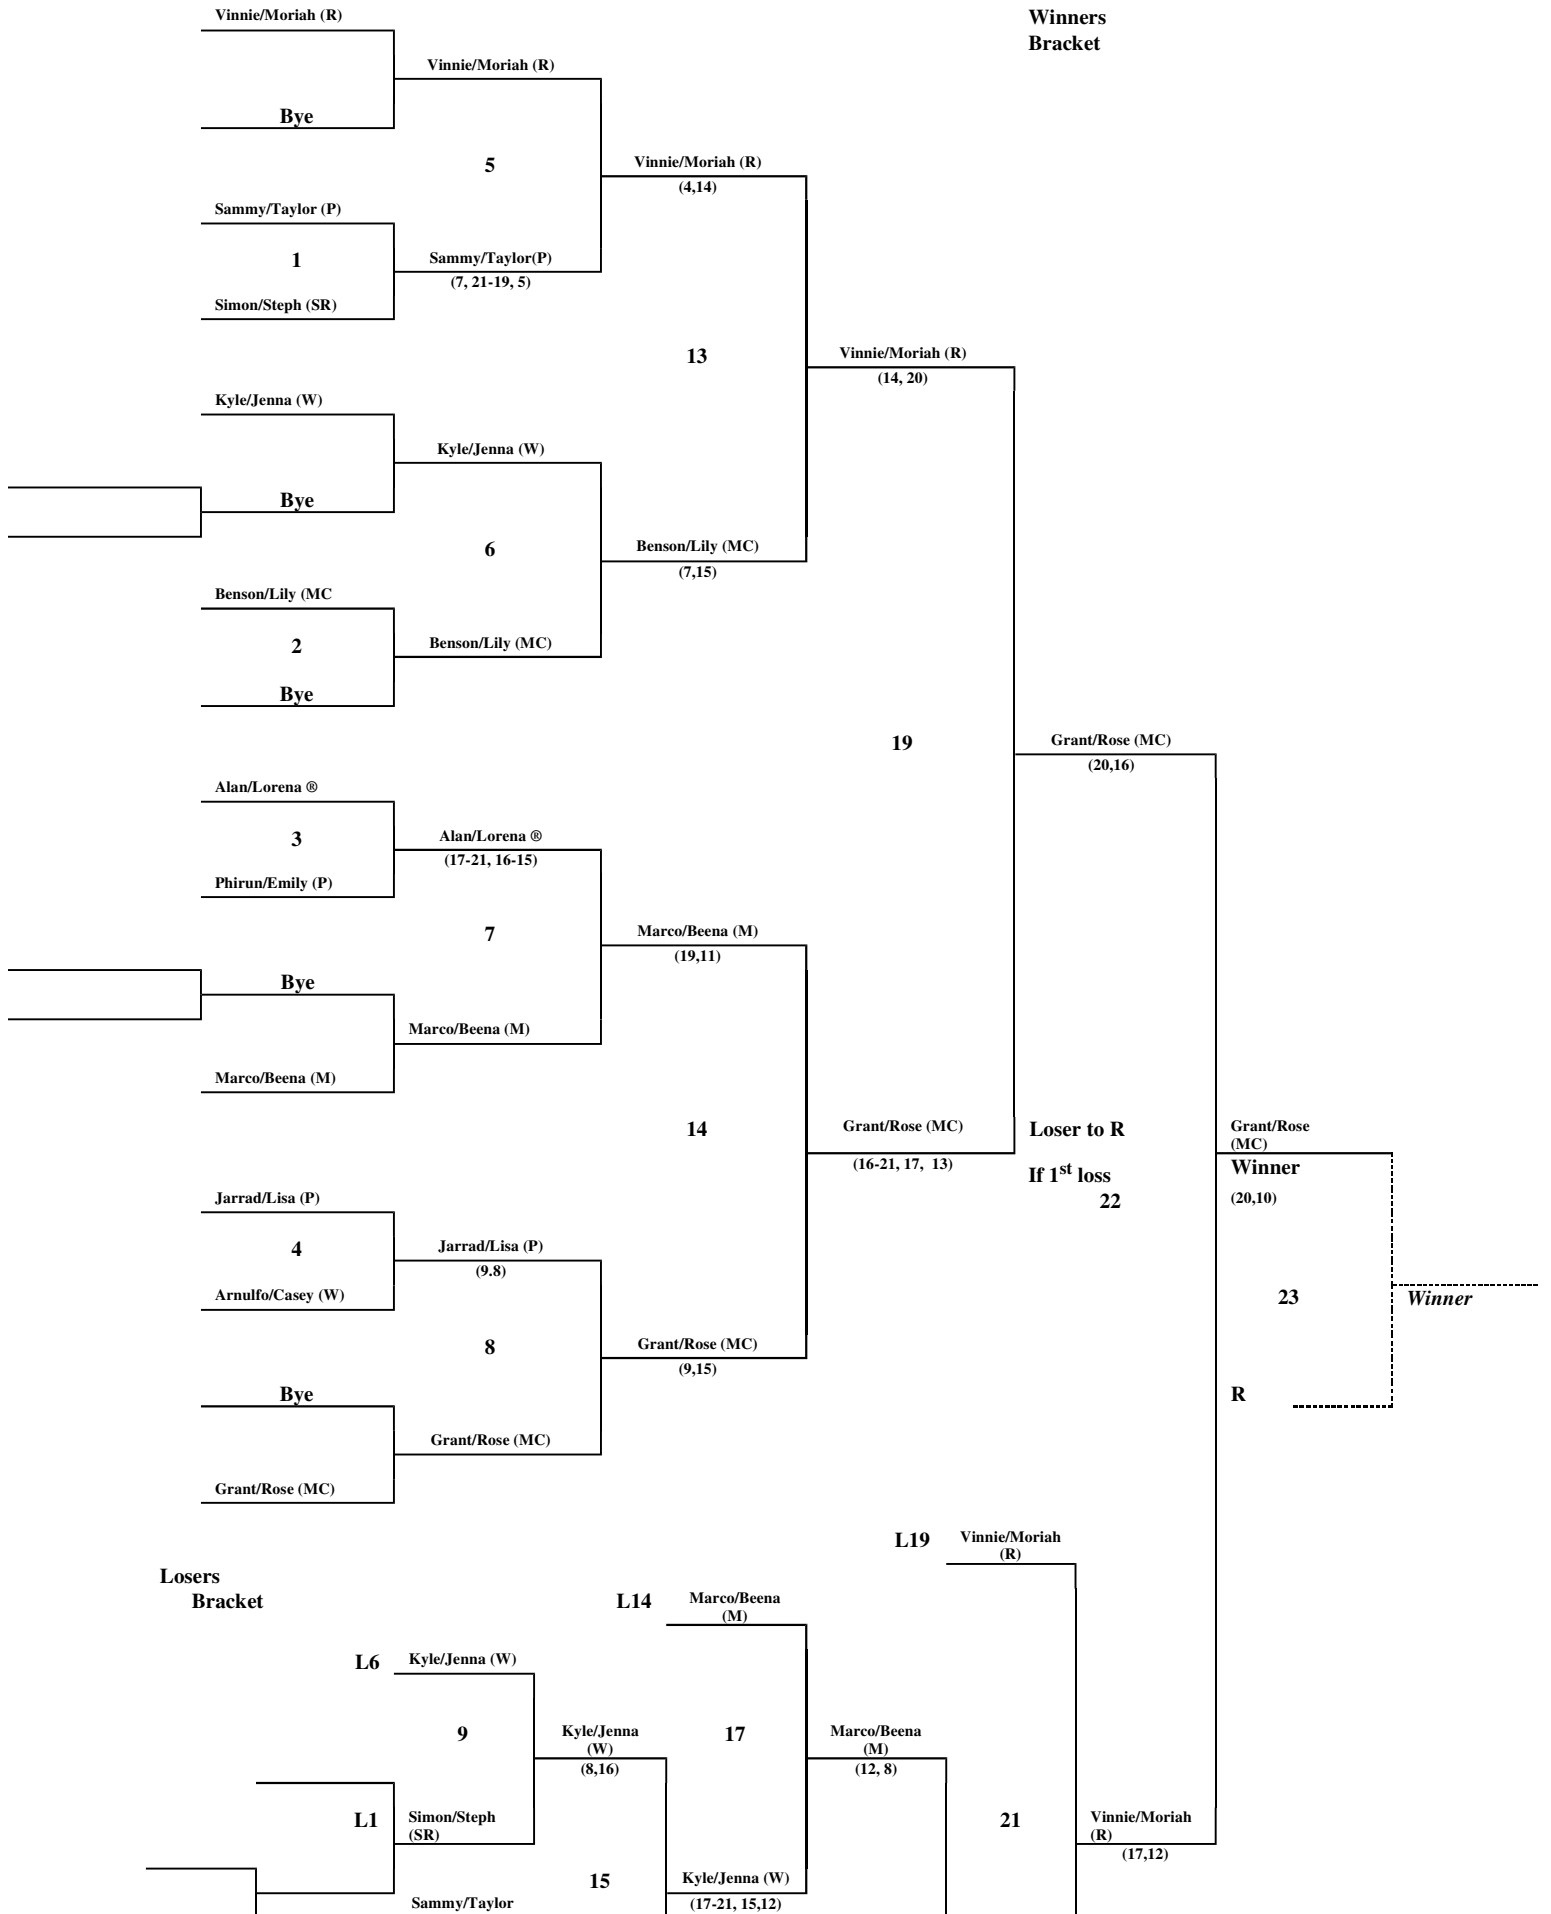 Vinnie/Moriah (R)
Winners
Bracket
Vinnie/Moriah (R)
Bye
5
Vinnie/Moriah (R)
(4,14)
Sammy/Taylor (P)
1
Sammy/Taylor(P)
(7, 21-19, 5)
Simon/Steph (SR)
13
Vinnie/Moriah (R)
(14, 20)
Kyle/Jenna (W)
Kyle/Jenna (W)
Bye
6
Benson/Lily (MC)
(7,15)
Benson/Lily (MC
2
Benson/Lily (MC)
Bye
19
Grant/Rose (MC)
(20,16)
Alan/Lorena ®
3
Alan/Lorena ®
(17-21, 16-15)
Phirun/Emily (P)
7
Marco/Beena (M)
(19,11)
Bye
Marco/Beena (M)
Marco/Beena (M)
14
Grant/Rose (MC)
(16-21, 17, 13)
Loser to R
If 1st loss
22
Grant/Rose
(MC)
Winner
(20,10)
Jarrad/Lisa (P)
4
Jarrad/Lisa (P)
(9.8)
Arnulfo/Casey (W)
23
Winner
8
Grant/Rose (MC)
(9,15)
Bye
R
Grant/Rose (MC)
Grant/Rose (MC)
L19
Vinnie/Moriah
(R)
Losers
Bracket
L14
Marco/Beena
(M)
L6
Kyle/Jenna (W)
9
Kyle/Jenna
(W)
(8,16)
17
Marco/Beena
(M)
(12, 8)
L1
Simon/Steph
(SR)
21
Vinnie/Moriah
(R)
(17,12)
15
Kyle/Jenna (W)
(17-21, 15,12)
Sammy/Taylor